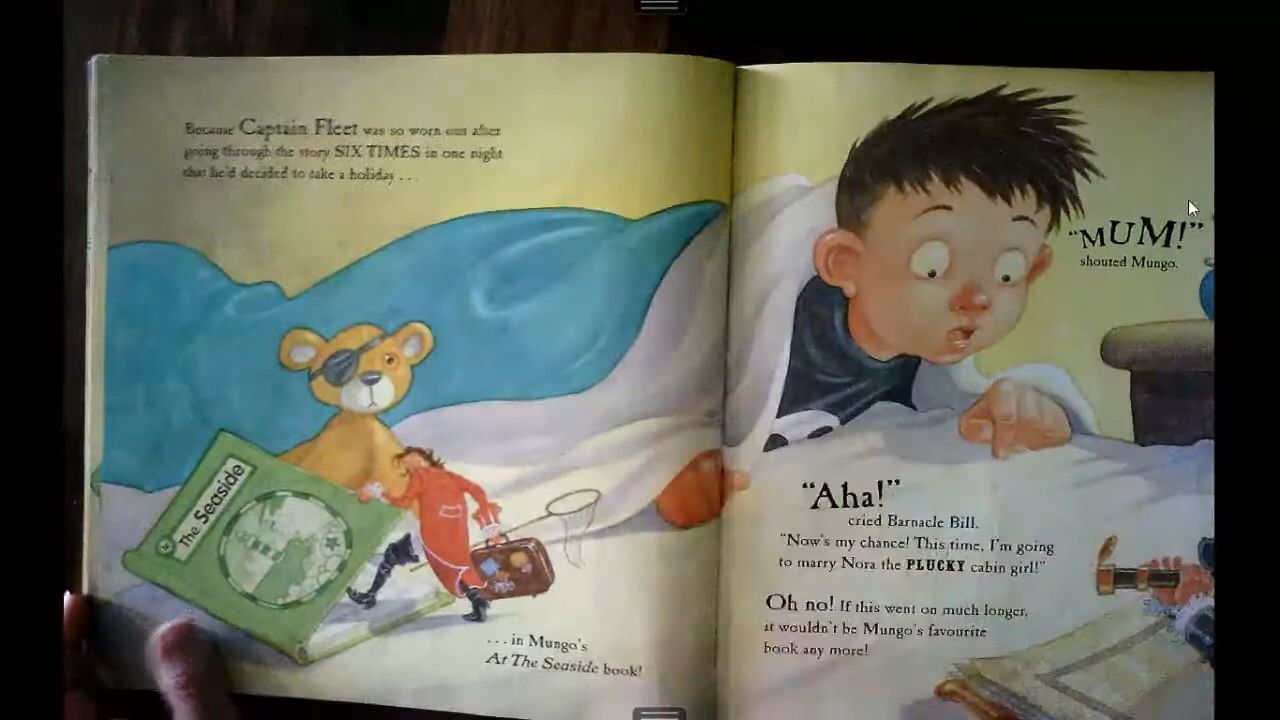 Because Captain Fleet was so worn out after
going through the story SIX TIMES in one night
that he'd decided to take a holiday . . .
The Seaside
. . . in Mungo's
At The Seaside book!
"MUM!"
shouted Mungo.
"Aha!"
cried Barnacle Bill.
"Now's my chance! This time, I'm going
to marry Nora the PLUCKY cabin girl!"
Oh no! If this went on much longer,
it wouldn't be Mungo's favourite
book any more!